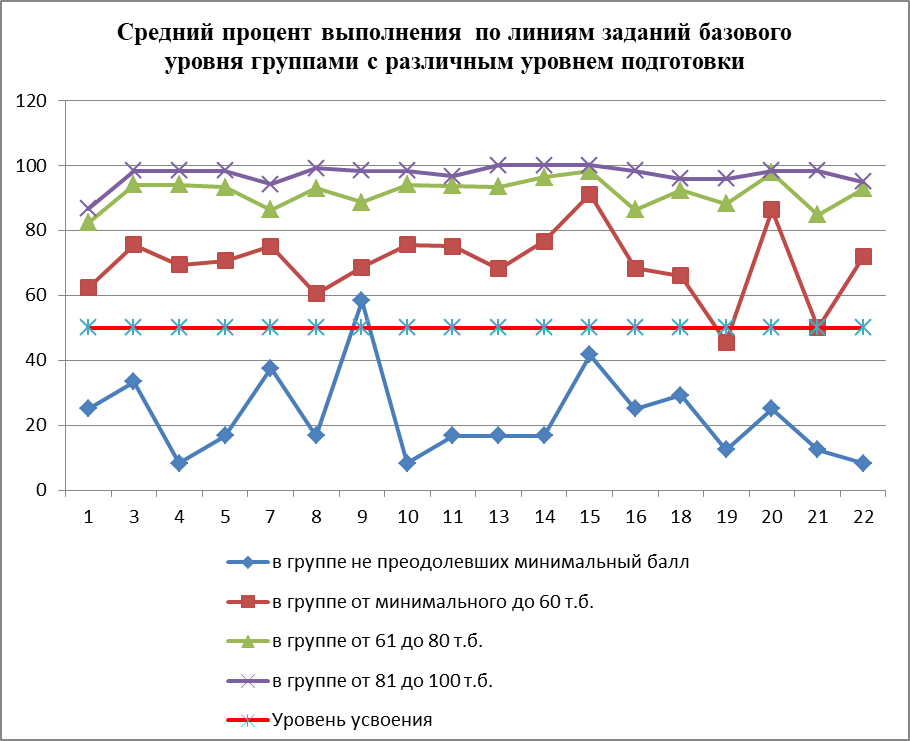 Средний процент выполнения по линиям заданий базового
уровня группами с различным уровнем подготовки
120
100
80
60
40
20
0
1 3 4 5 7 8 9 10 11 13 14 15 16 18 19 20 21 22
в группе не преодолевших минимальный балл
в группе от минимального до 60 т.б.
в группе от 61 до 80 т.б.
в группе от 81 до 100 т.б.
Уровень усвоения